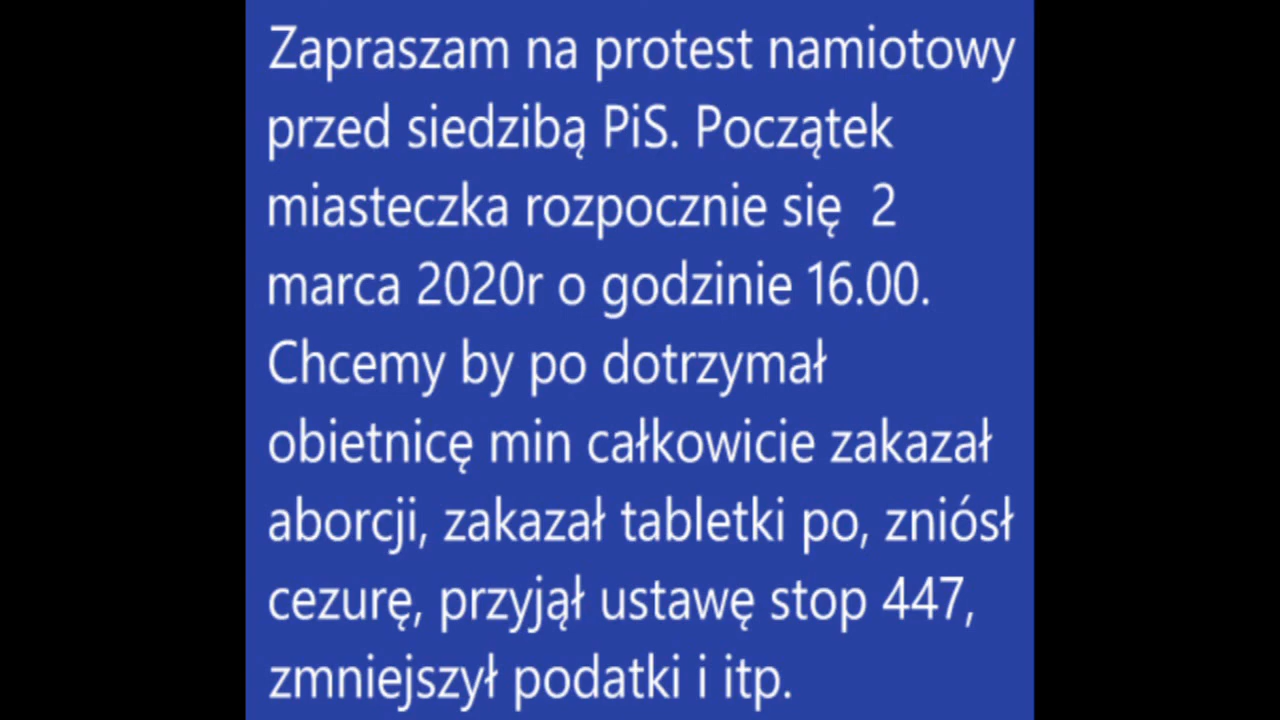 Zapraszam na protest namiotowy
przed siedzibą PiS. Początek
miasteczka rozpocznie się  2
marca 2020r o godzinie 16.00.
Chcemy by po dotrzymał
obietnicę min całkowicie zakazał
aborcji, zakazał tabletki po, zniósł
cezurę, przyjął ustawę stop 447,
zmniejszył podatki i itp.